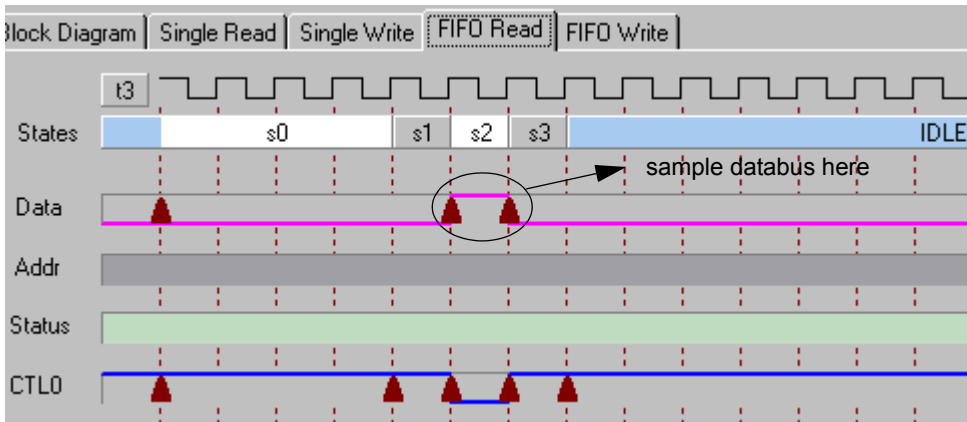 Block Diagram Single Read Single Write FIFO Read FIFO Write
t3
States s0 s1 s2 s3 IDLE
sample databus here
Data
Addr
Status
CTL0